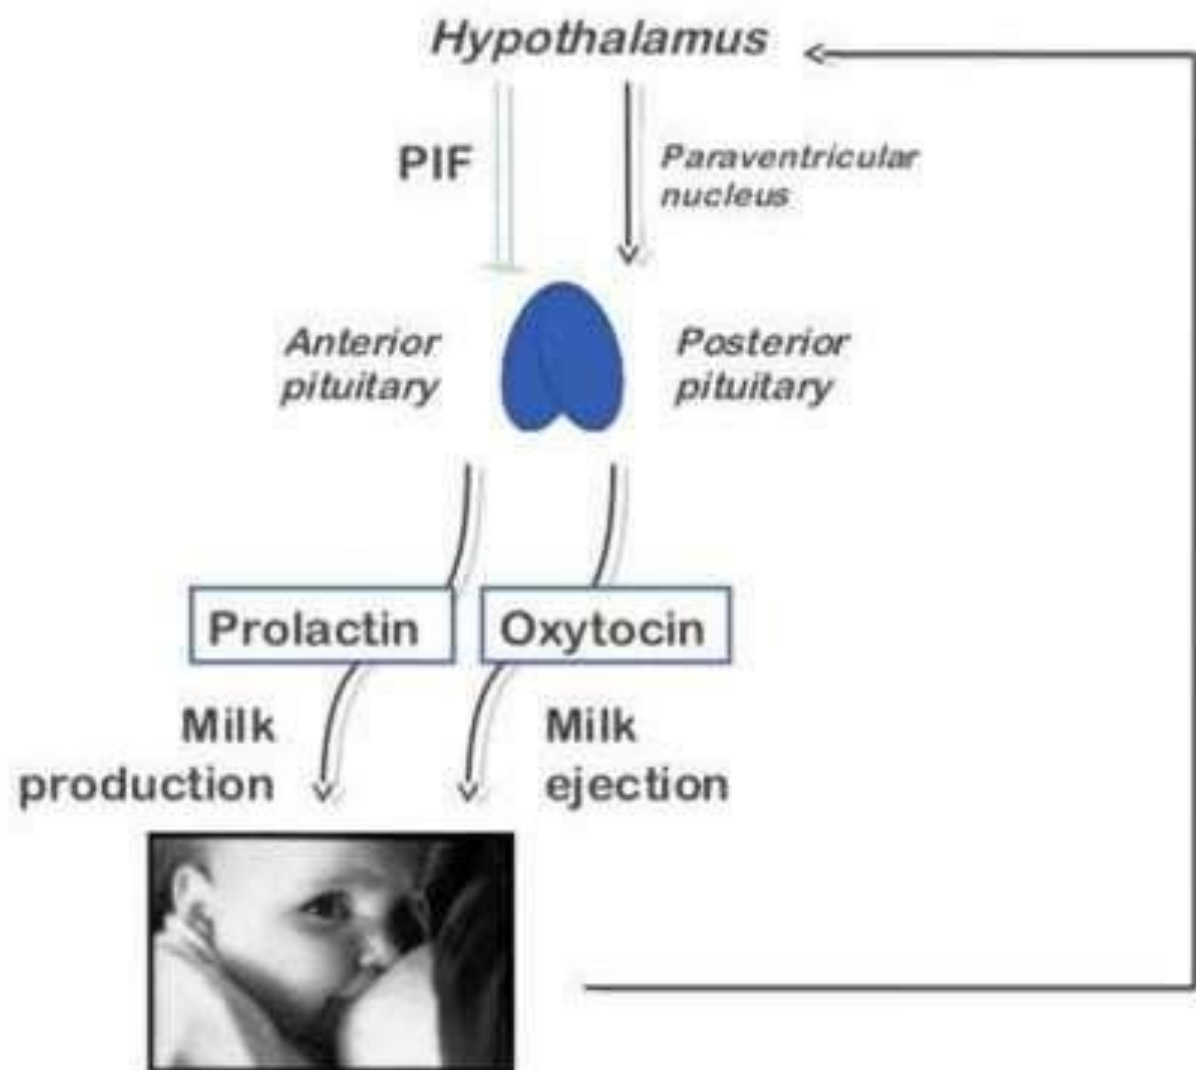 Hypothalamus
PIF
Paraventricular
nucleus
Anterior
pituitary
Posterior
pituitary
Prolactin
Oxytocin
Milk
production
Milk
ejection